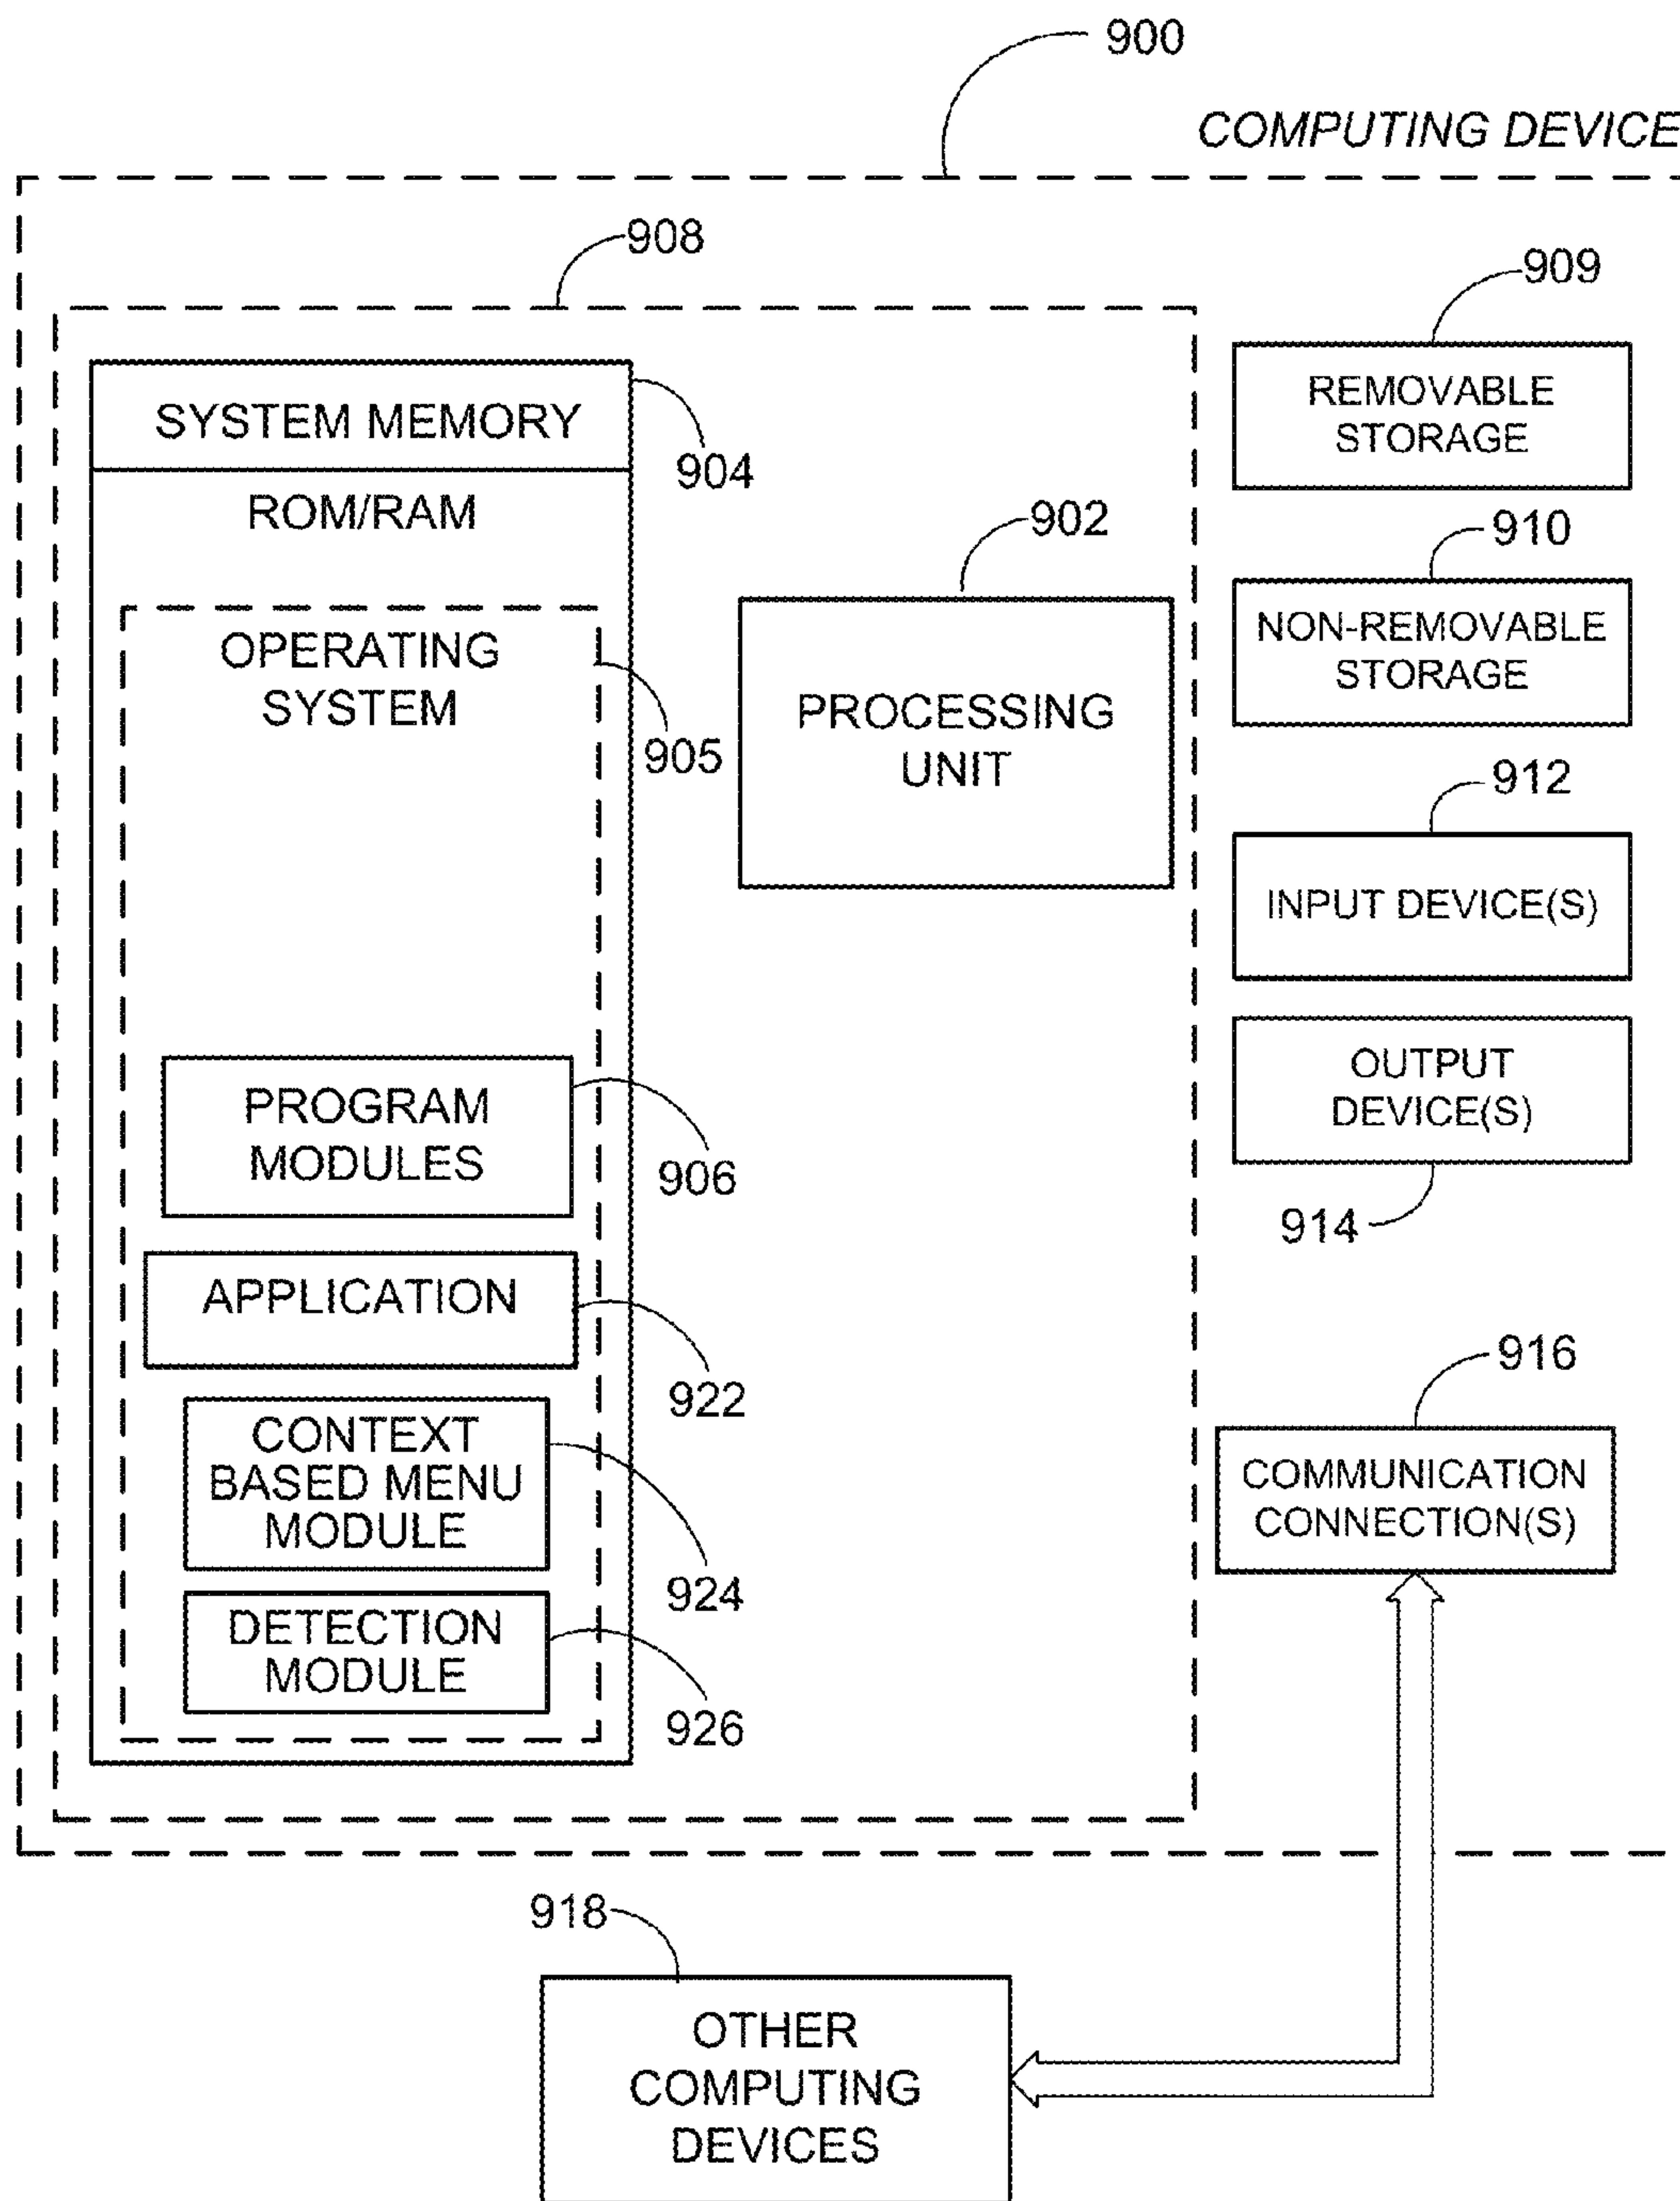 900
COMPUTING DEVICE
908
909
REMOVABLE
STORAGE
SYSTEM MEMORY
904
ROM/RAM
902
910
NON-REMOVABLE
STORAGE
OPERATING
SYSTEM
905
PROCESSING
UNIT
912
INPUT DEVICE(S)
OUTPUT
DEVICE(S)
914
PROGRAM
MODULES
906
APPLICATION
922
916
COMMUNICATION
CONNECTION(S)
CONTEXT
BASED MENU
MODULE
924
DETECTION
MODULE
926
918
OTHER
COMPUTING
DEVICES